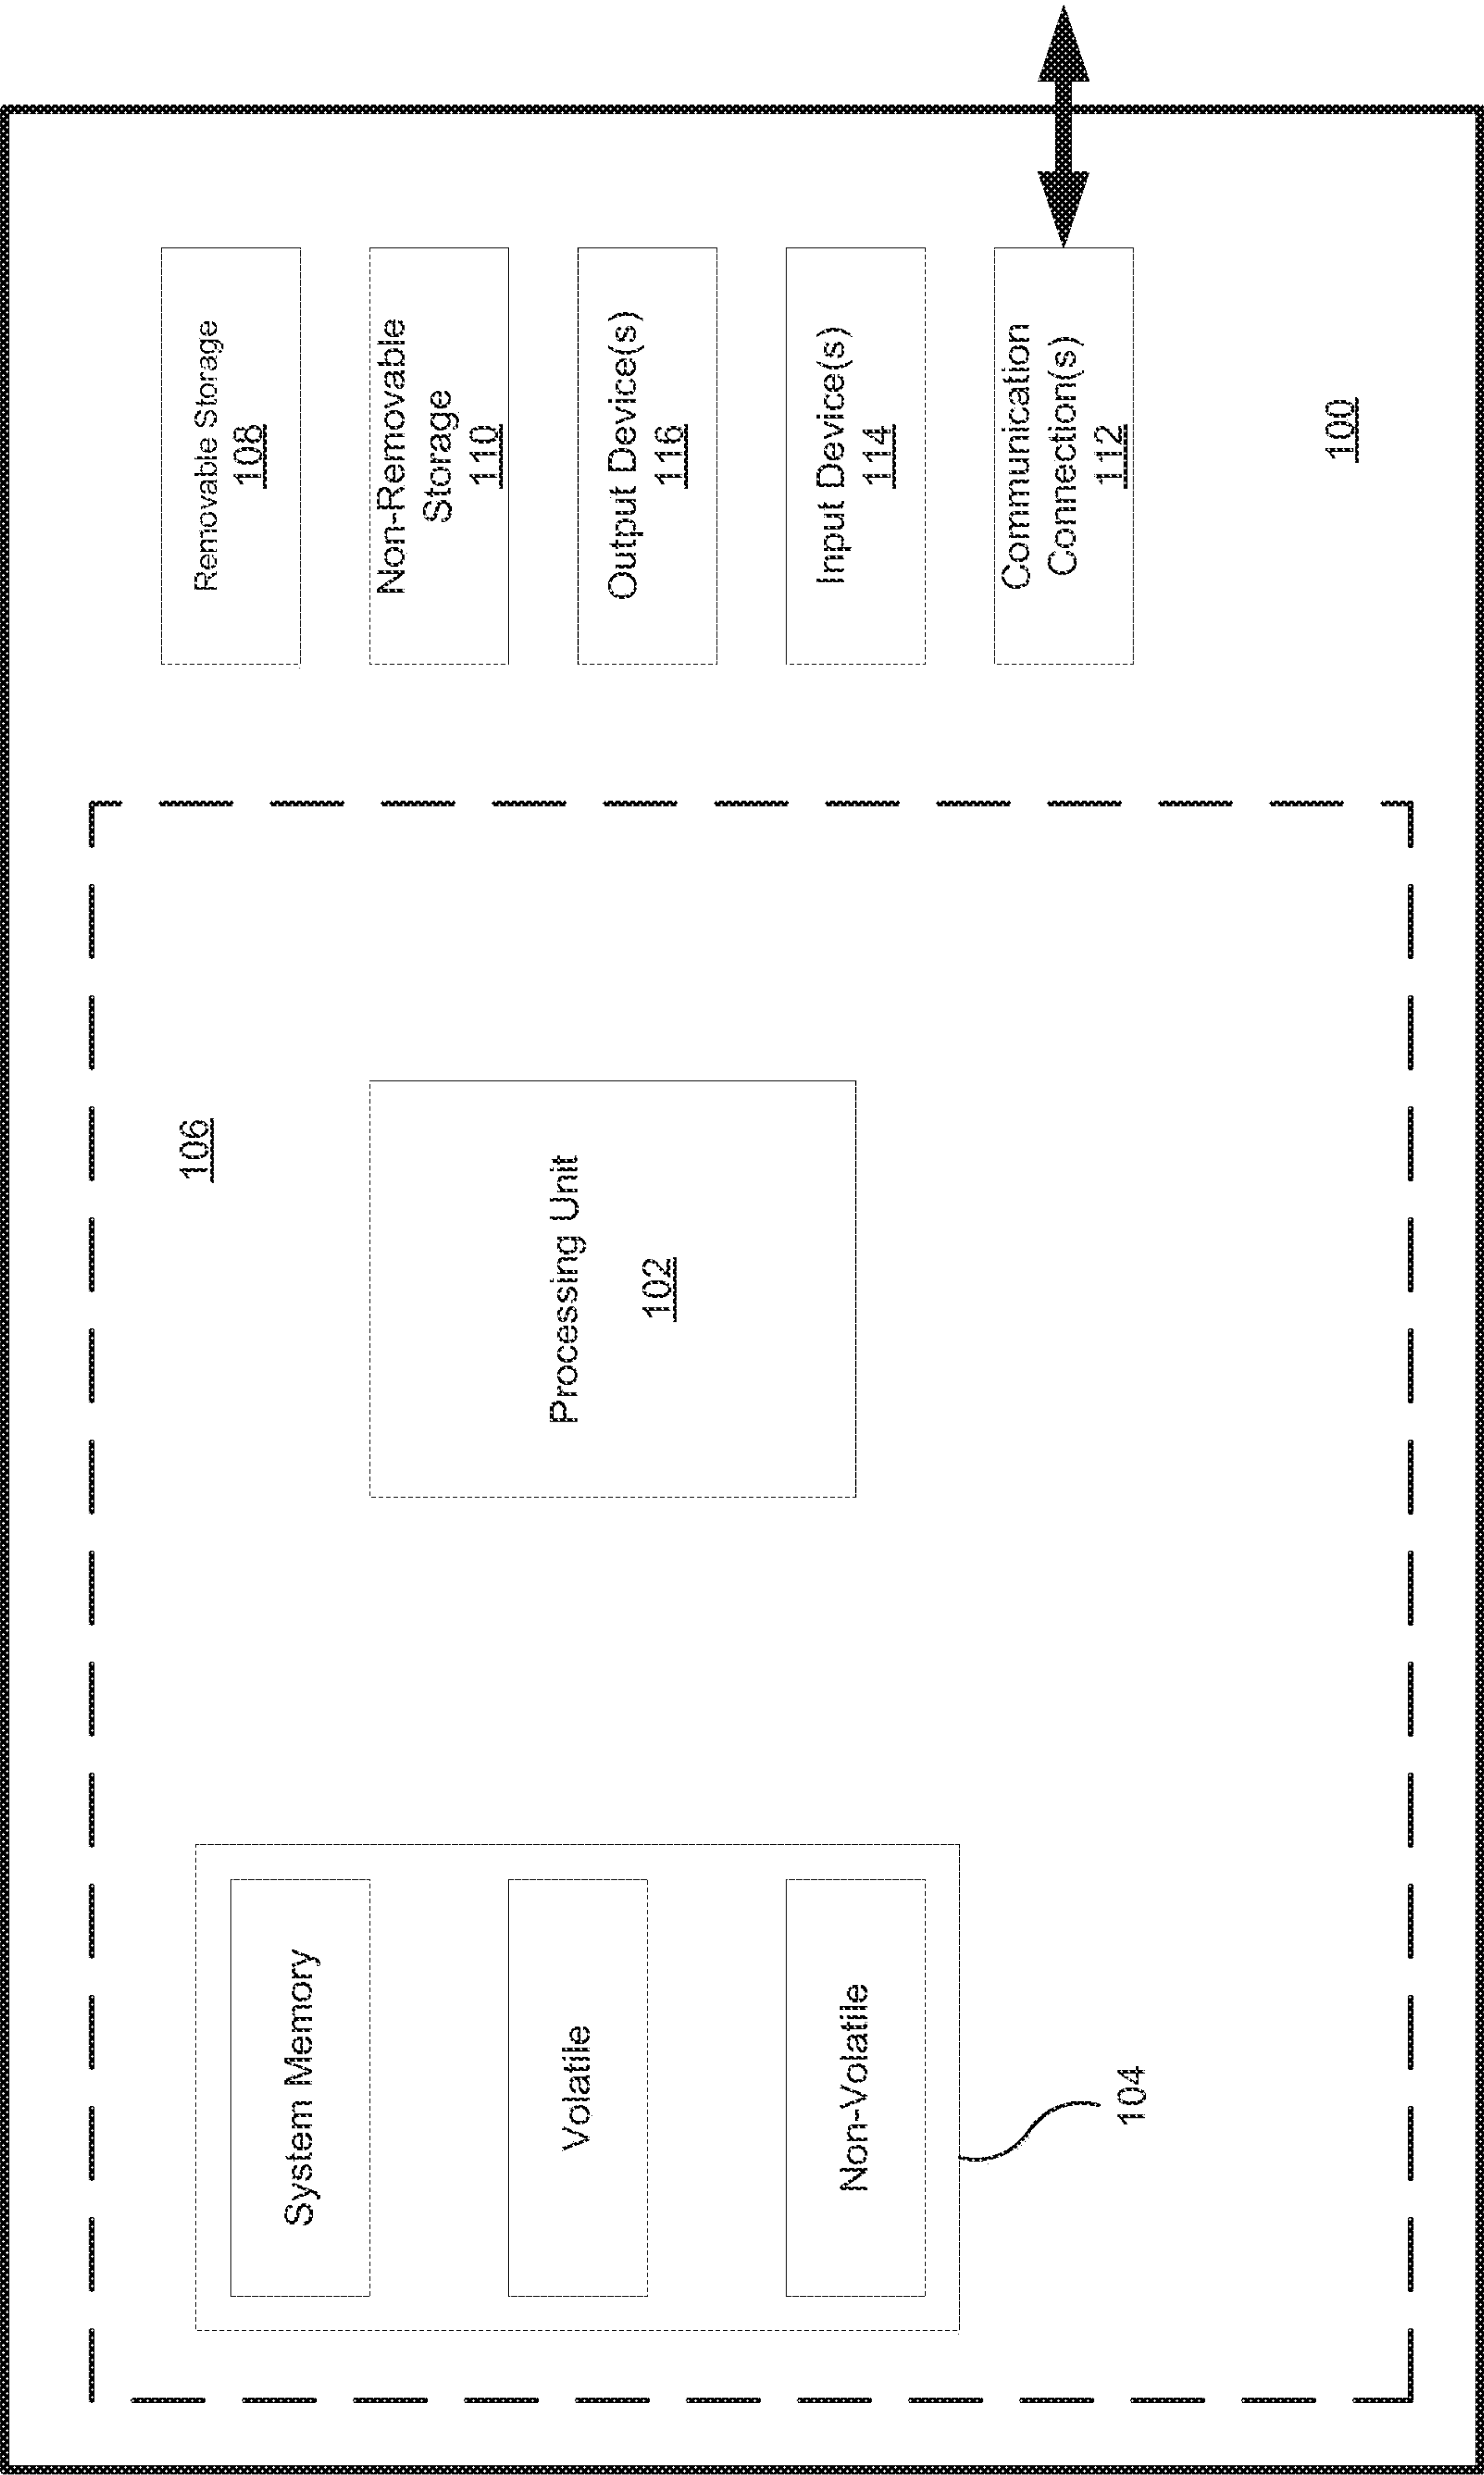 System Memory
Volatile
Non-Volatile
104
106
Processing Unit
102
Removable Storage
108
Non-Removable
Storage
110
Output Device(s)
116
Input Device(s)
114
Communication
Connection(s)
112
100